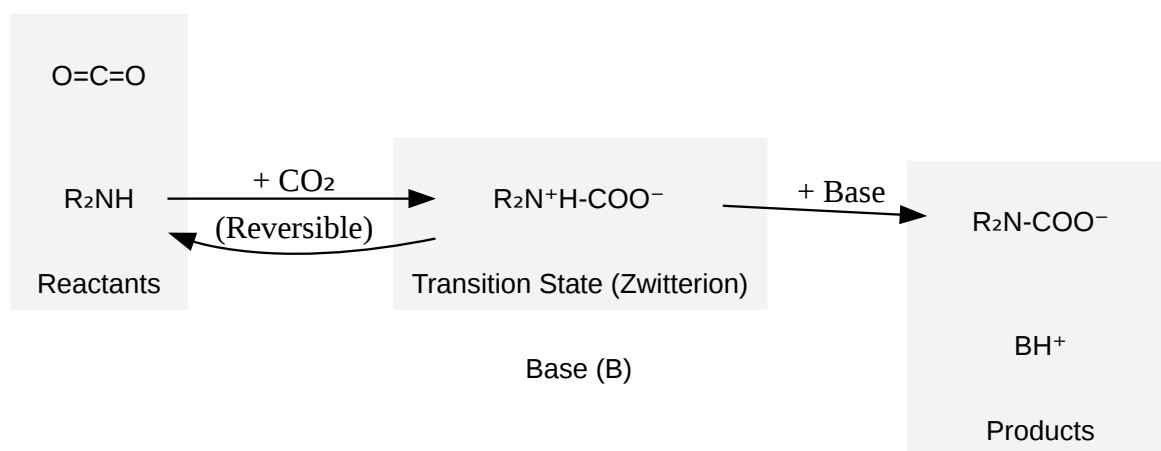 O=C=O
R₂NH
Reactants
+ CO₂
(Reversible)
R₂N⁺H-COO⁻
Transition State (Zwitterion)
Base (B)
+ Base
R₂N-COO⁻
BH⁺
Products